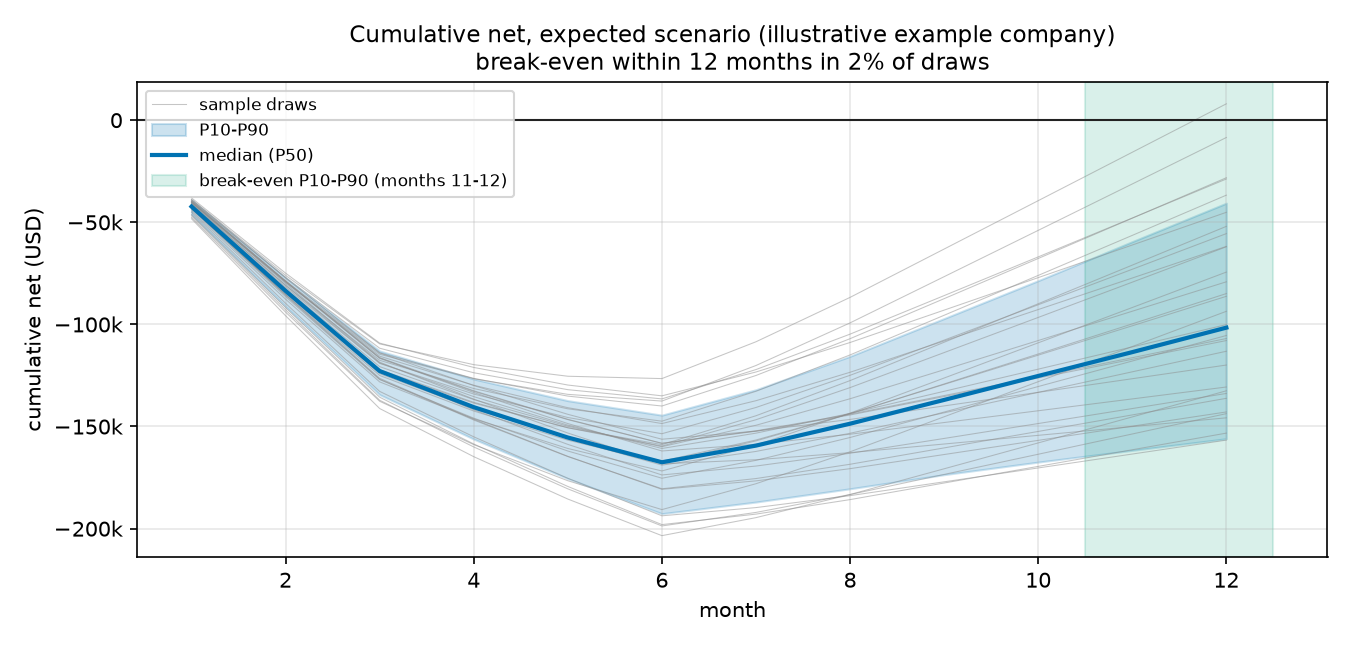 Cumulative net, expected scenario (illustrative example company)
break-even within 12 months in 2% of draws
sample draws
P10-P90
median (P50)
break-even P10-P90 (months 11-12)
cumulative net (USD)
0
−50k
−100k
−150k
−200k
2 4 6 8 10 12
month